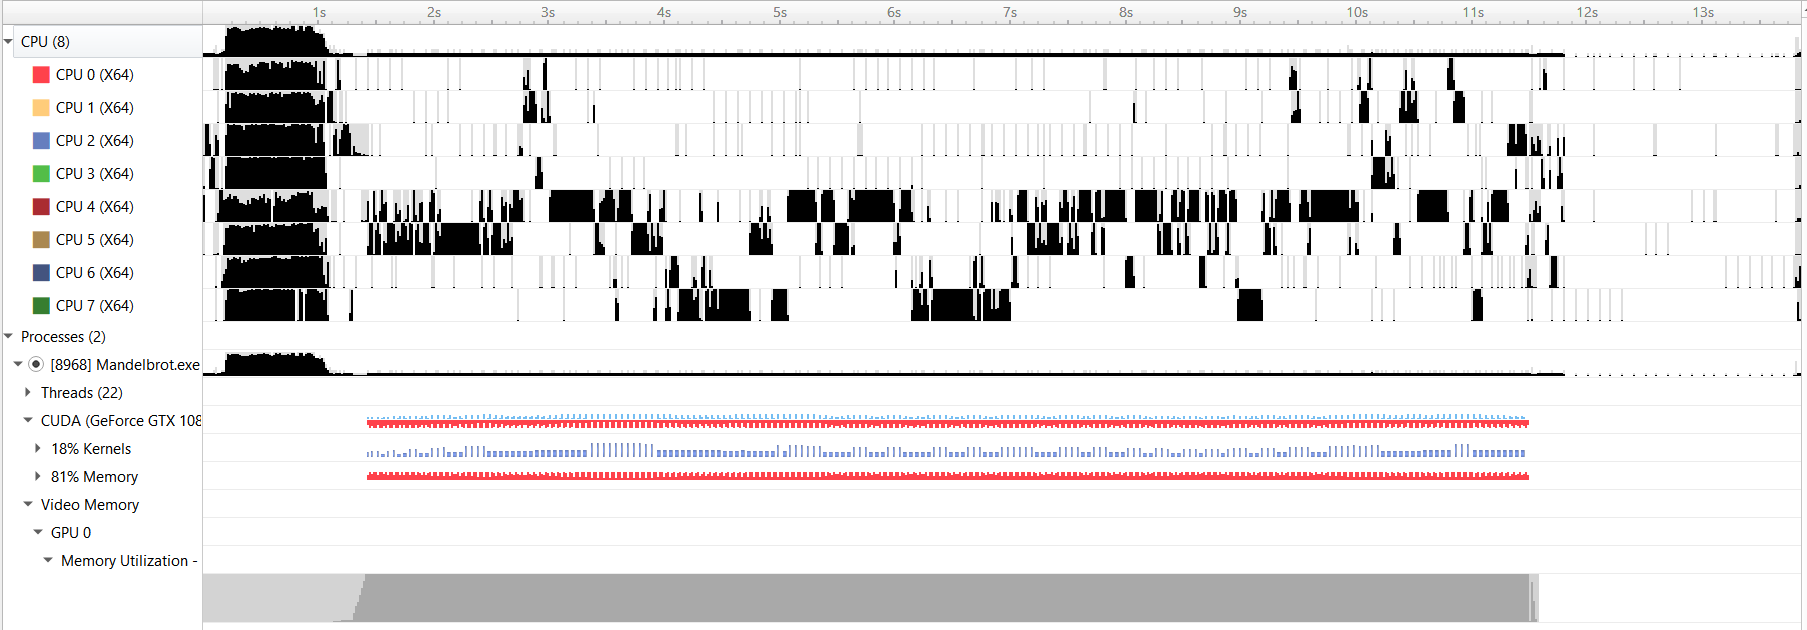 1s 2s 3s 4s 5s 6s 7s 8s 9s 10s 11s 12s 13s
CPU (8)
CPU 0 (X64)
CPU 1 (X64)
CPU 2 (X64)
CPU 3 (X64)
CPU 4 (X64)
CPU 5 (X64)
CPU 6 (X64)
CPU 7 (X64)
Processes (2)
[8968] Mandelbrot.exe
Threads (22)
CUDA (GeForce GTX 108
18% Kernels
81% Memory
Video Memory
GPU 0
Memory Utilization -